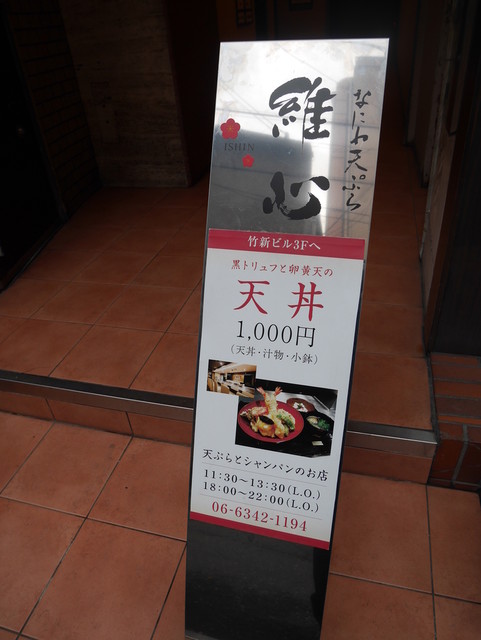 なにわ天ぷら
維心
ISHIN
竹新ビル3Fへ
黒トリュフと卵黄天の
天丼
1,000円
(天丼・汁物・小鉢)
天ぷらとシャンパンのお店
11:30～13:30(L.O.)
18:00～22:00(L.O.)
06-6342-1194